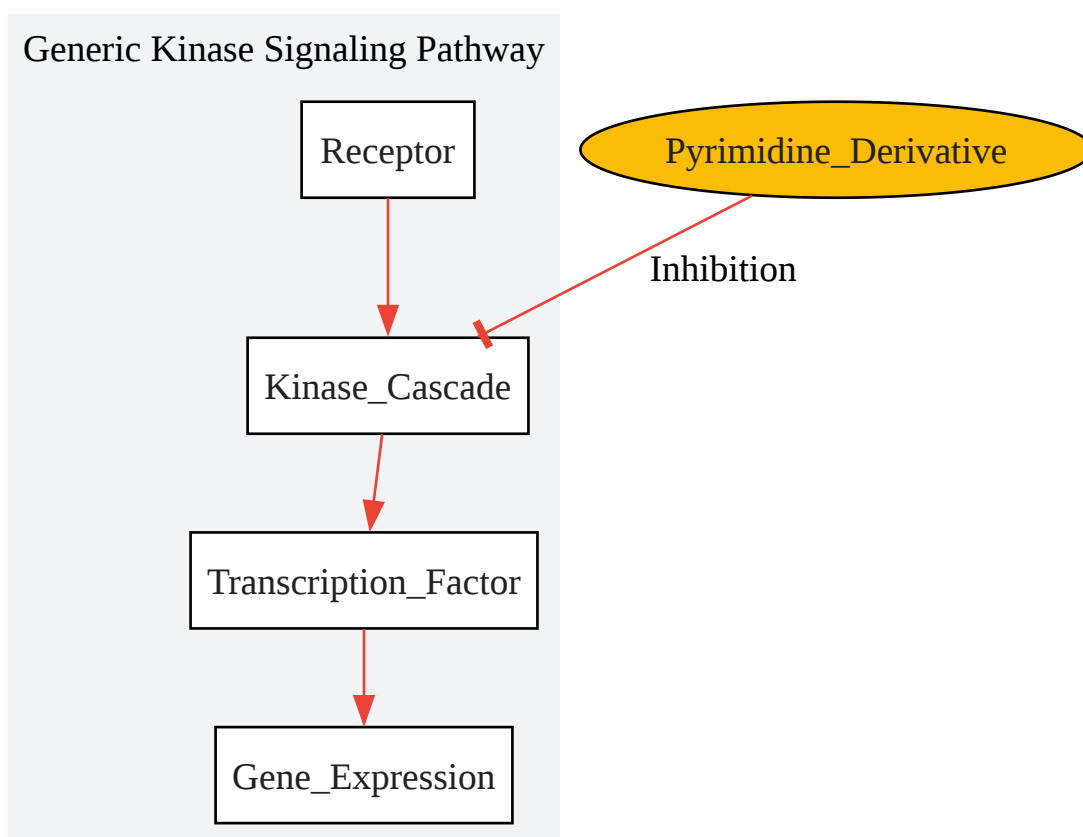 Generic Kinase Signaling Pathway
Receptor
Pyrimidine_Derivative
Inhibition
Kinase_Cascade
Transcription_Factor
Gene_Expression